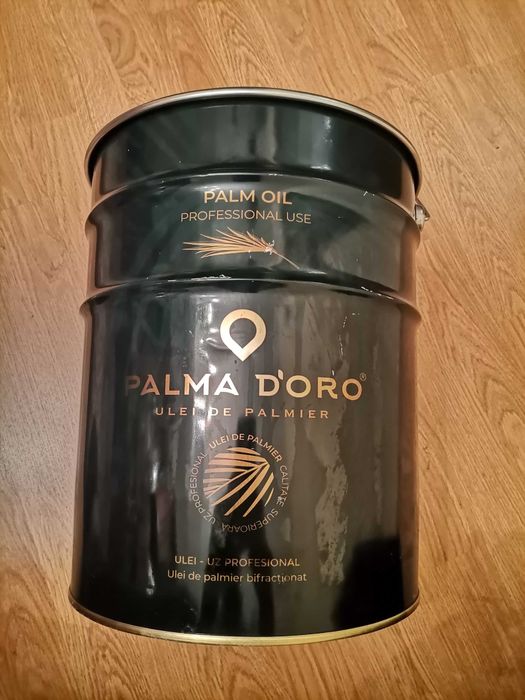 PALM OIL
PROFESSIONAL USE
PALMA D'ORO®
ULEI DE PALMIER
ULEI DE PALMIER
CALITATE SUPERIOARĂ
UZ PROFESIONAL
ULEI - UZ PROFESIONAL
Ulei de palmier bifracționat